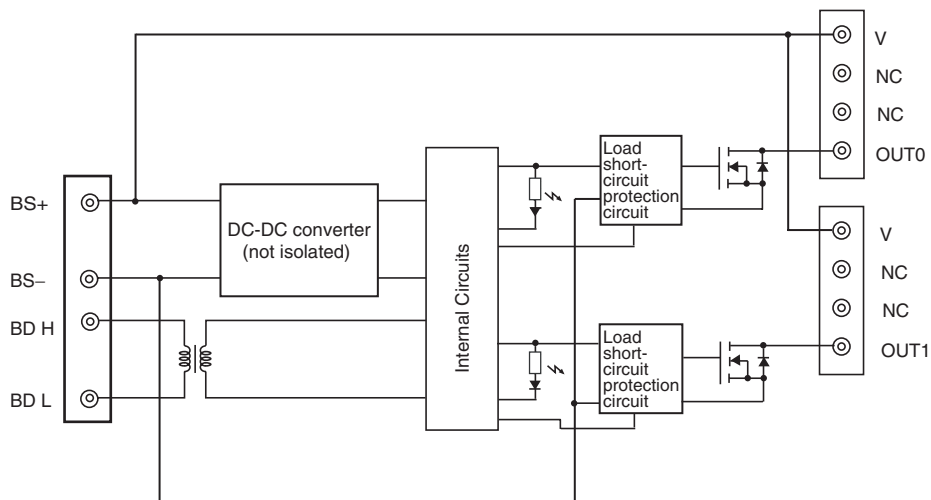 V
NC
NC
OUT0
Load
short-
circuit
protection
circuit
BS+
DC-DC converter
(not isolated)
Internal Circuits
V
NC
NC
OUT1
BS−
BD H
Load
short-
circuit
protection
circuit
BD L